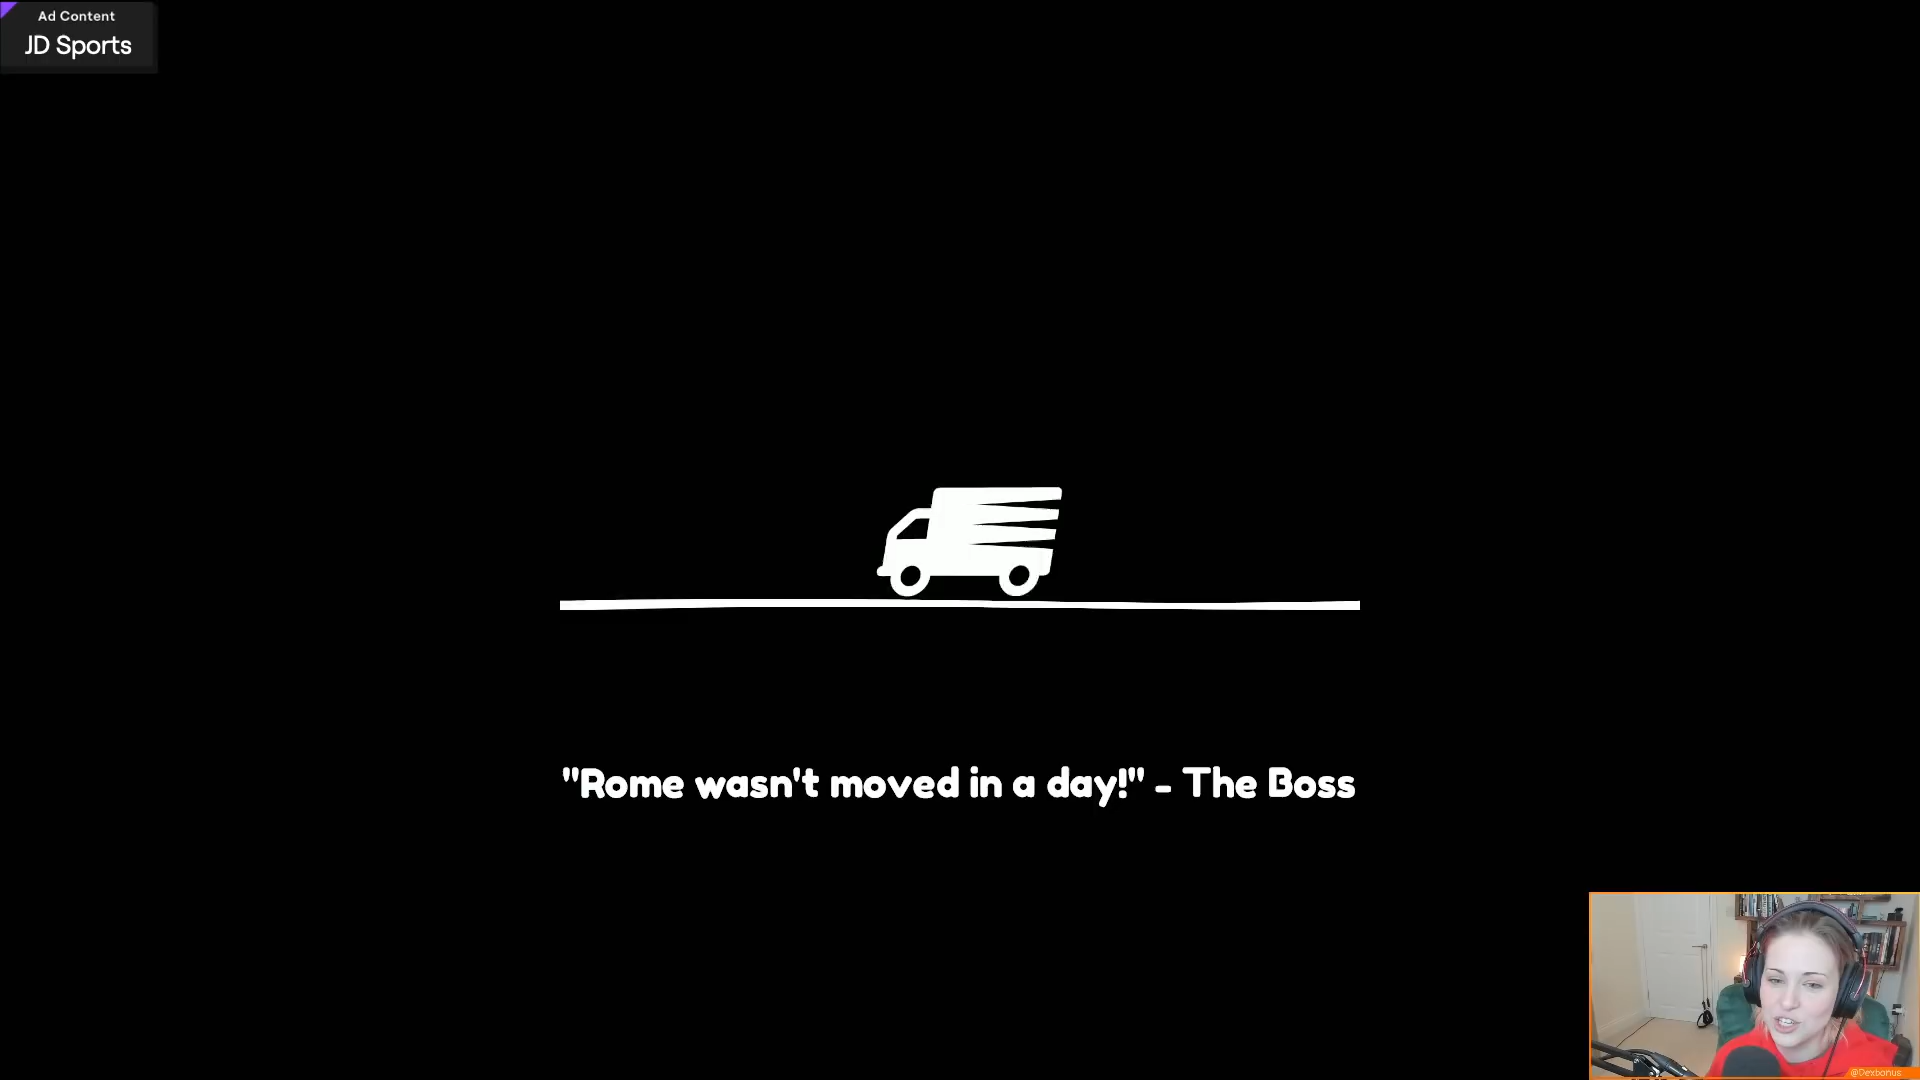 Ad Content
JD Sports
"Rome wasn't moved in a day!" - The Boss
@Dexbonus